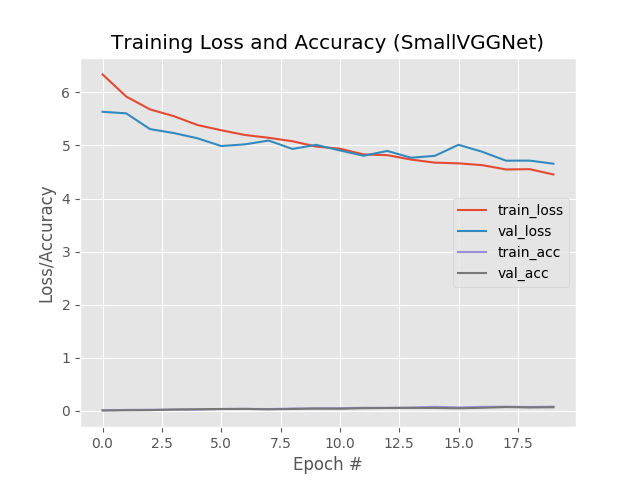 Training Loss and Accuracy (SmallVGGNet)
Loss/Accuracy
6
5
4
3
2
1
0
train_loss
val_loss
train_acc
val_acc
0.0 2.5 5.0 7.5 10.0 12.5 15.0 17.5
Epoch #